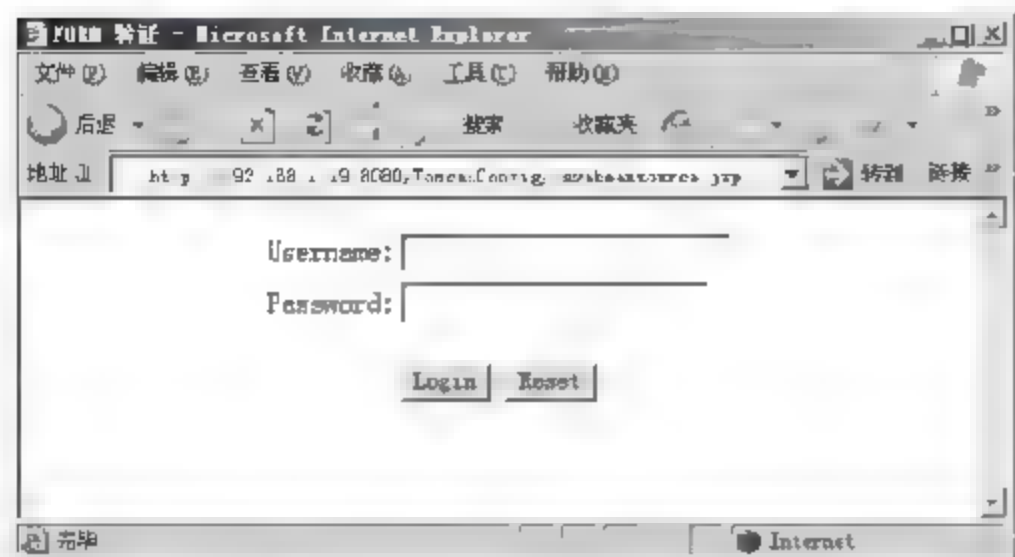 FORM 验证 - Microsoft Internet Explorer
文件(F) 编辑(E) 查看(V) 收藏(A) 工具(T) 帮助(H)
后退 搜索 收藏夹
地址 转到 链接
Username:
Password:
Login Reset
完毕 Internet